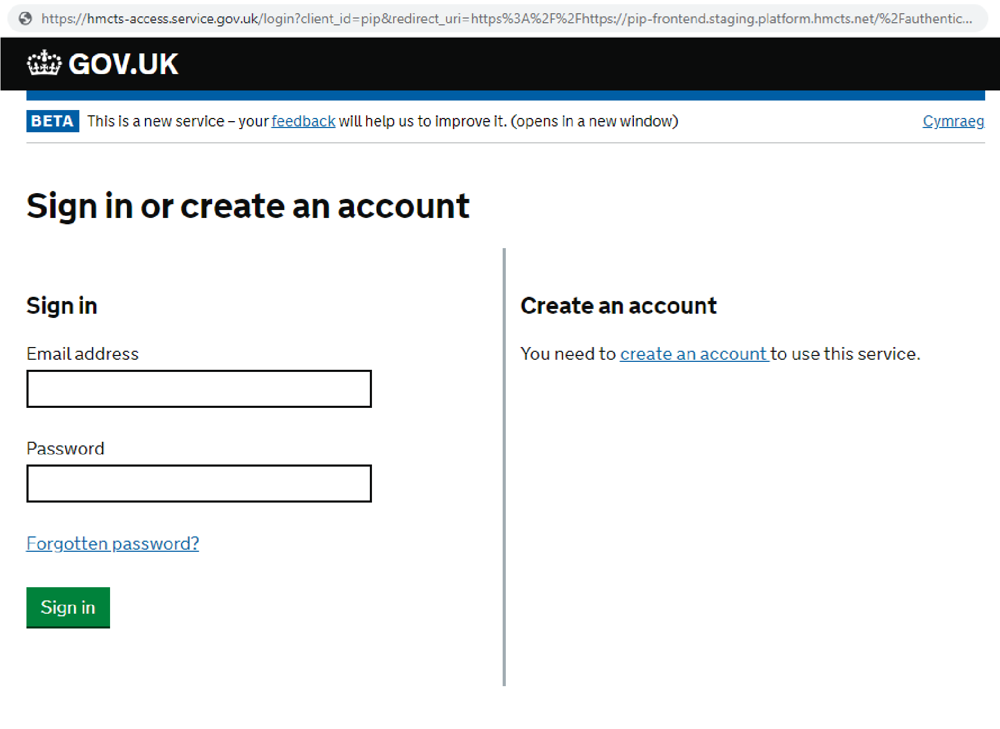 https://hmcts-access.service.gov.uk/login?client_id=pip&redirect_uri=https%3A%2F%2Fhttps://pip-frontend.staging.platform.hmcts.net/%2Fauthentic...
GOV.UK
BETA This is a new service – your feedback will help us to improve it. (opens in a new window) Cymraeg
Sign in or create an account
Sign in
Email address
Password
Forgotten password?
Sign in
Create an account
You need to create an account to use this service.